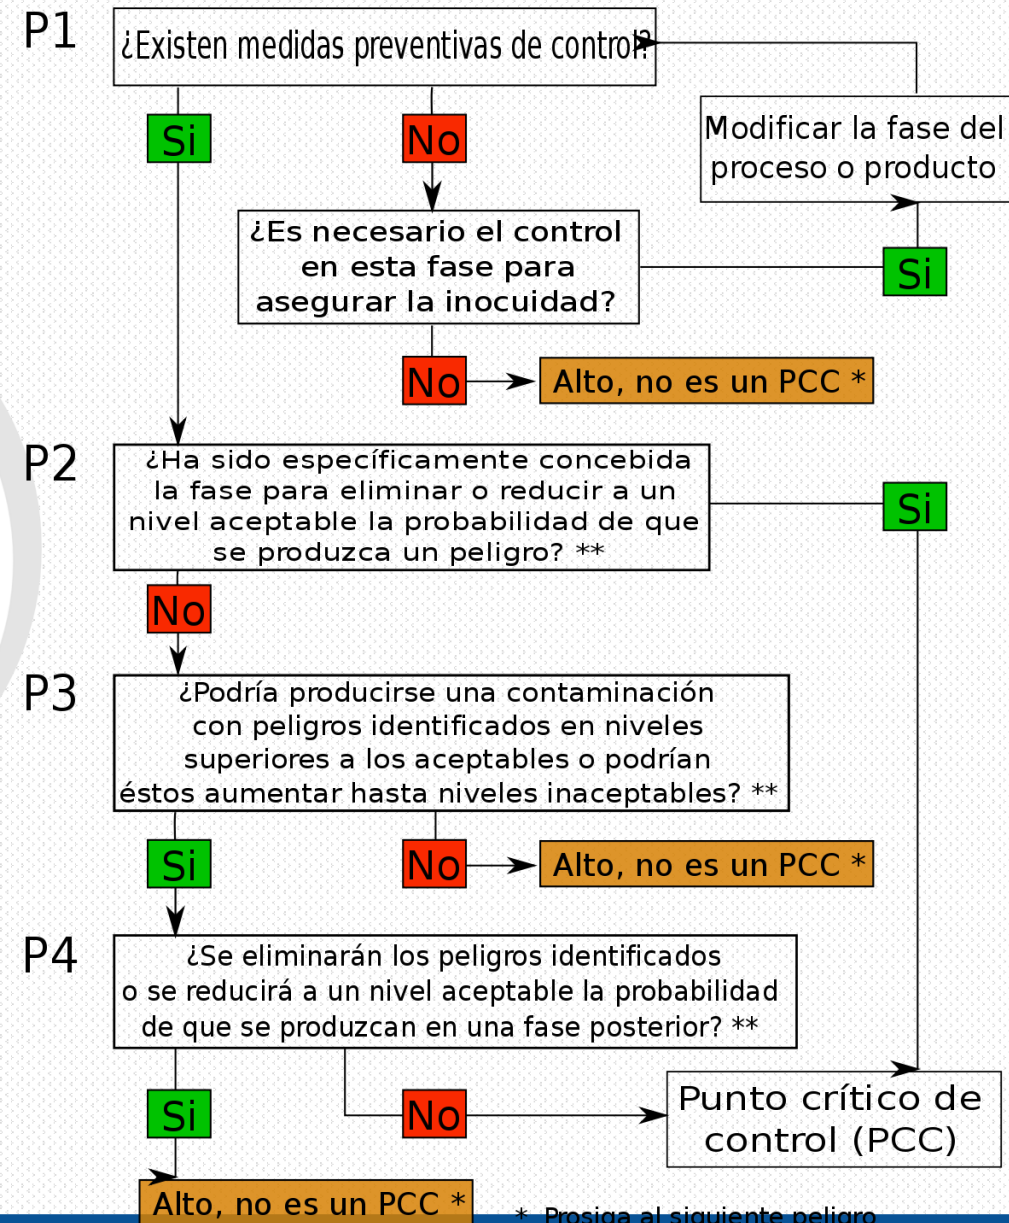 P1
¿Existen medidas preventivas de control?
Si
No
Modificar la fase del
proceso o producto
¿Es necesario el control
en esta fase para
asegurar la inocuidad?
Si
No
Alto, no es un PCC *
P2
¿Ha sido específicamente concebida
la fase para eliminar o reducir a un
nivel aceptable la probabilidad de que
se produzca un peligro? **
Si
No
P3
¿Podría producirse una contaminación
con peligros identificados en niveles
superiores a los aceptables o podrían
éstos aumentar hasta niveles inaceptables? **
Si
No
Alto, no es un PCC *
P4
¿Se eliminarán los peligros identificados
o se reducirá a un nivel aceptable la probabilidad
de que se produzcan en una fase posterior? **
Si
No
Punto crítico de
control (PCC)
Alto, no es un PCC *
* Prosiga al siguiente peligro